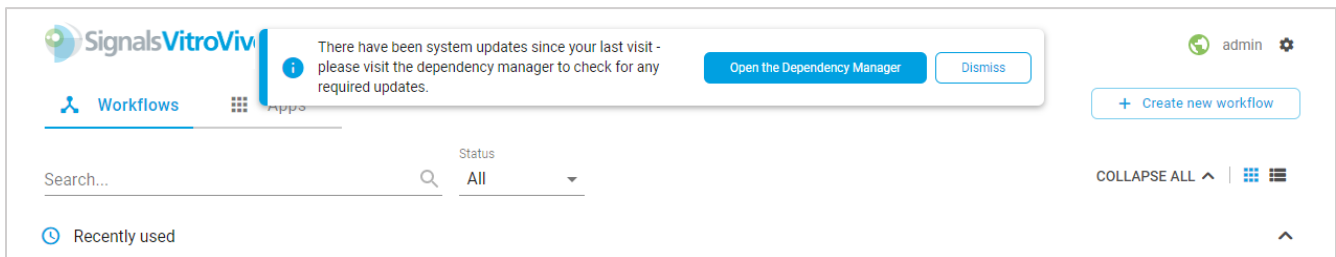 SignalsVitroViv
There have been system updates since your last visit -
please visit the dependency manager to check for any
required updates.
Open the Dependency Manager
Dismiss
admin
Workflows
Apps
+ Create new workflow
Status
Search...
All
COLLAPSE ALL
Recently used